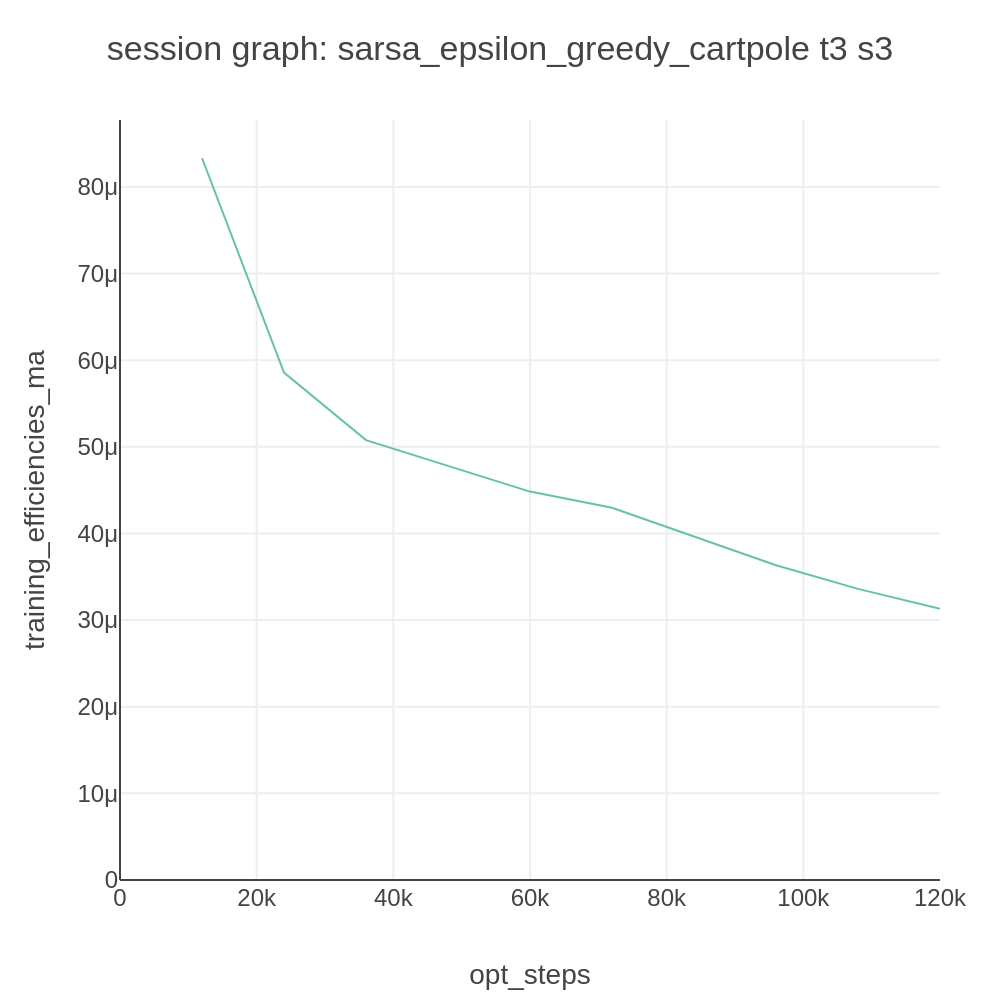 session graph: sarsa_epsilon_greedy_cartpole t3 s3
80μ
70μ
60μ
50μ
40μ
30μ
20μ
10μ
0
training_efficiencies_ma
0
20k
40k
60k
80k
100k
120k
opt_steps